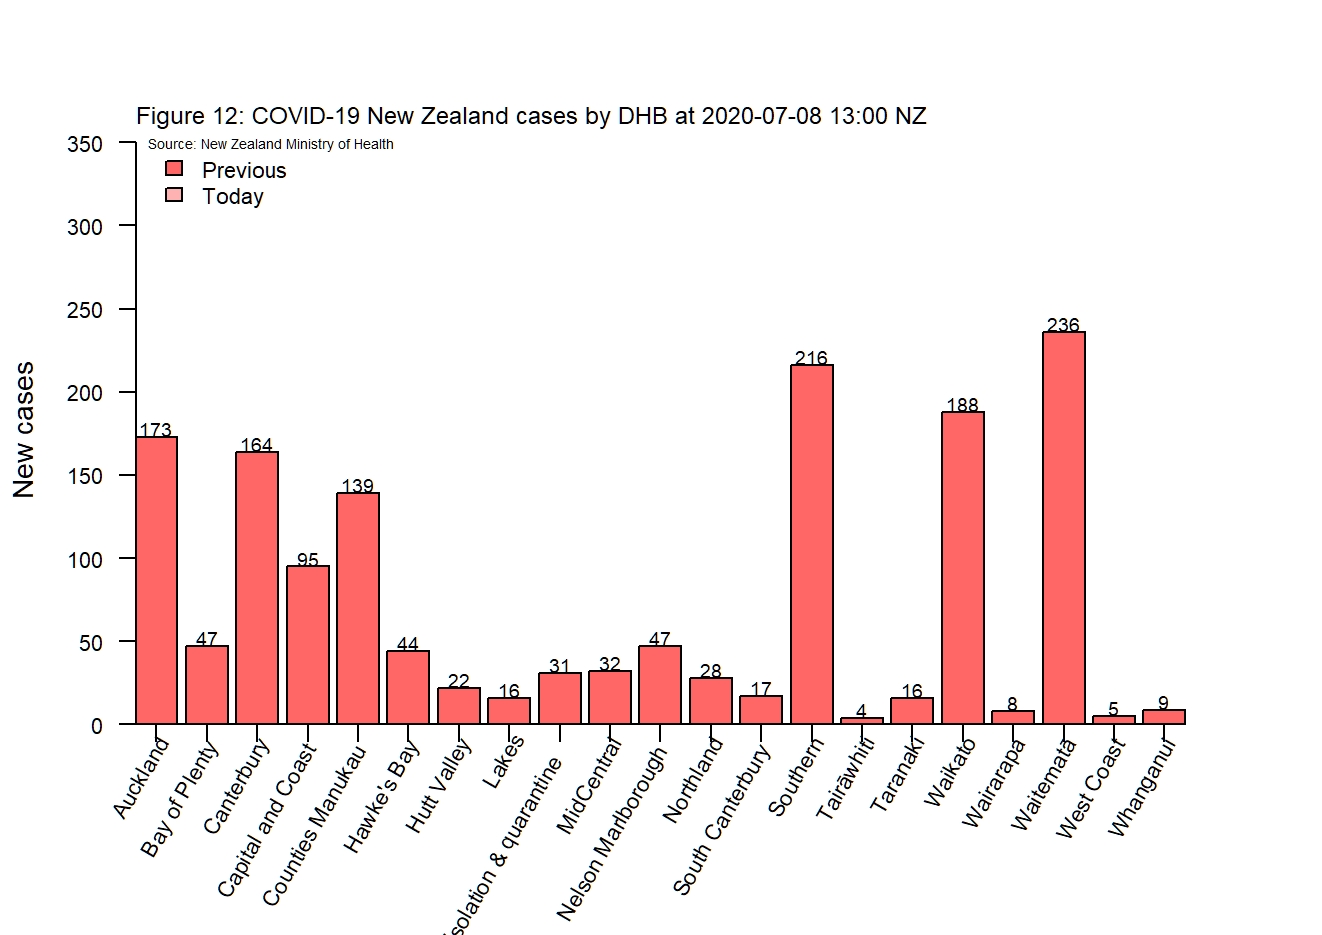 Figure 12: COVID-19 New Zealand cases by DHB at 2020-07-08 13:00 NZ
Source: New Zealand Ministry of Health
Previous
Today
New cases
350
300
250
200
150
100
50
0
173
47
164
95
139
44
22
16
31
32
47
28
17
216
4
16
188
8
236
5
9
Auckland
Bay of Plenty
Canterbury
Capital and Coast
Counties Manukau
Hawke's Bay
Hutt Valley
Lakes
& quarantine
MidCentral
Nelson Marlborough
Northland
South Canterbury
Southern
Tairāwhiti
Taranaki
Waikato
Wairarapa
Waitematā
West Coast
Whanganui